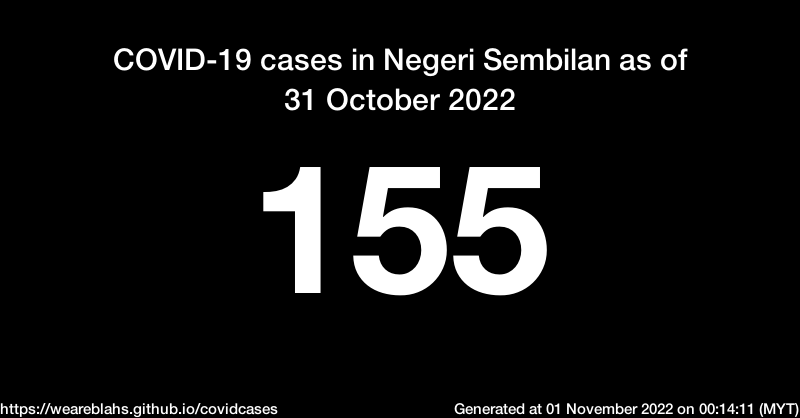 COVID-19 cases in Negeri Sembilan as of
31 October 2022
155
https://weareblahs.github.io/covidcases
Generated at 01 November 2022 on 00:14:11 (MYT)